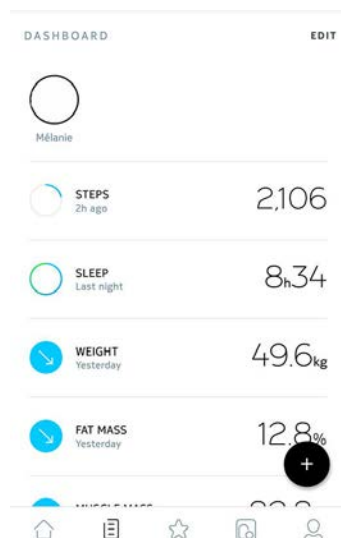 DASHBOARD EDIT
Mélanie
STEPS
2h ago
2,106
SLEEP
Last night
8h34
WEIGHT
Yesterday
49.6kg
FAT MASS
Yesterday
12.8%
+